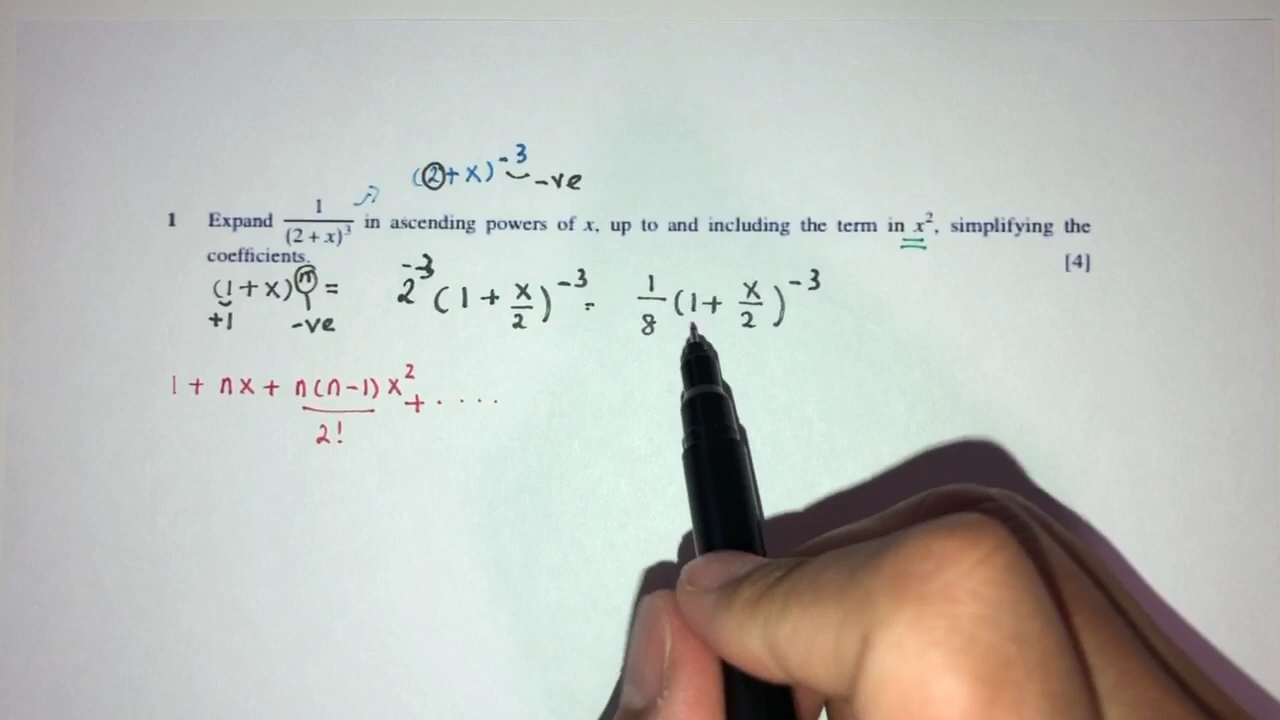 (2+x)^-3 -ve
1 Expand 1/(2+x)^3 in ascending powers of x, up to and including the term in x^2, simplifying the
coefficients. [4]
(1+x)^n = 2^-3 (1 + x/2)^-3 = 1/8 (1 + x/2)^-3
+1 -ve
1 + nx + n(n-1)/2! x^2 + ....